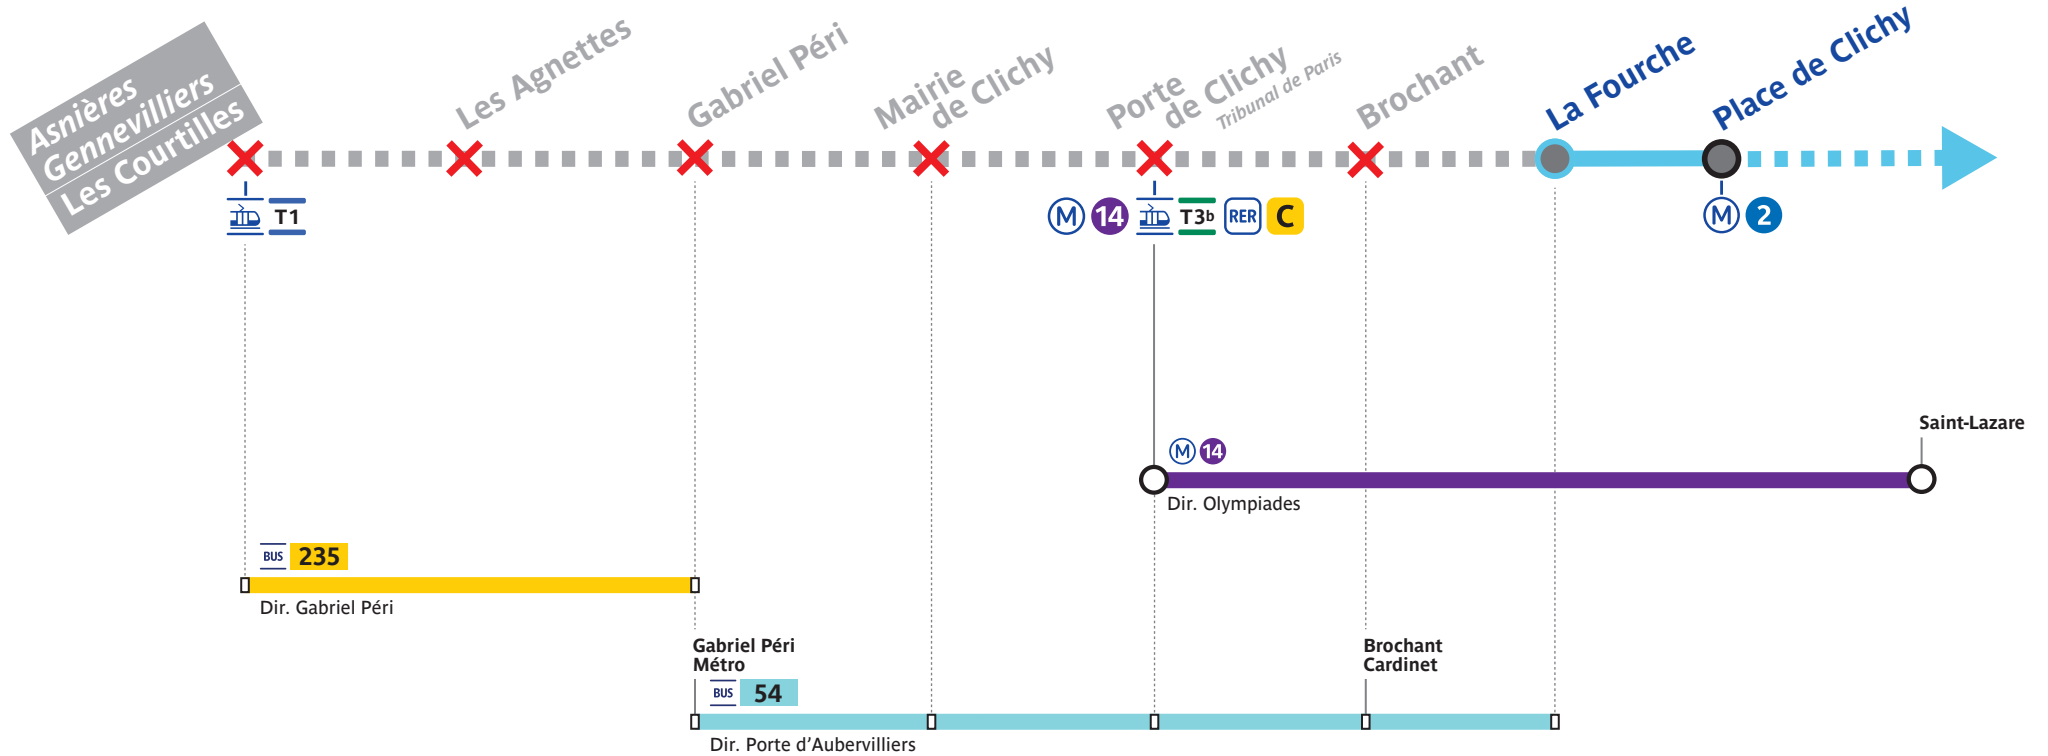 Asnières
Gennevilliers
Les Courtilles
Les Agnettes
Gabriel Péri
Mairie
de Clichy
Porte
de Clichy
Tribunal de Paris
Brochant
La Fourche
Place de Clichy
T1
M 14 T3b RER C
M 2
Saint-Lazare
M 14
Dir. Olympiades
BUS 235
Dir. Gabriel Péri
Gabriel Péri
Métro
Brochant
Cardinet
BUS 54
Dir. Porte d’Aubervilliers